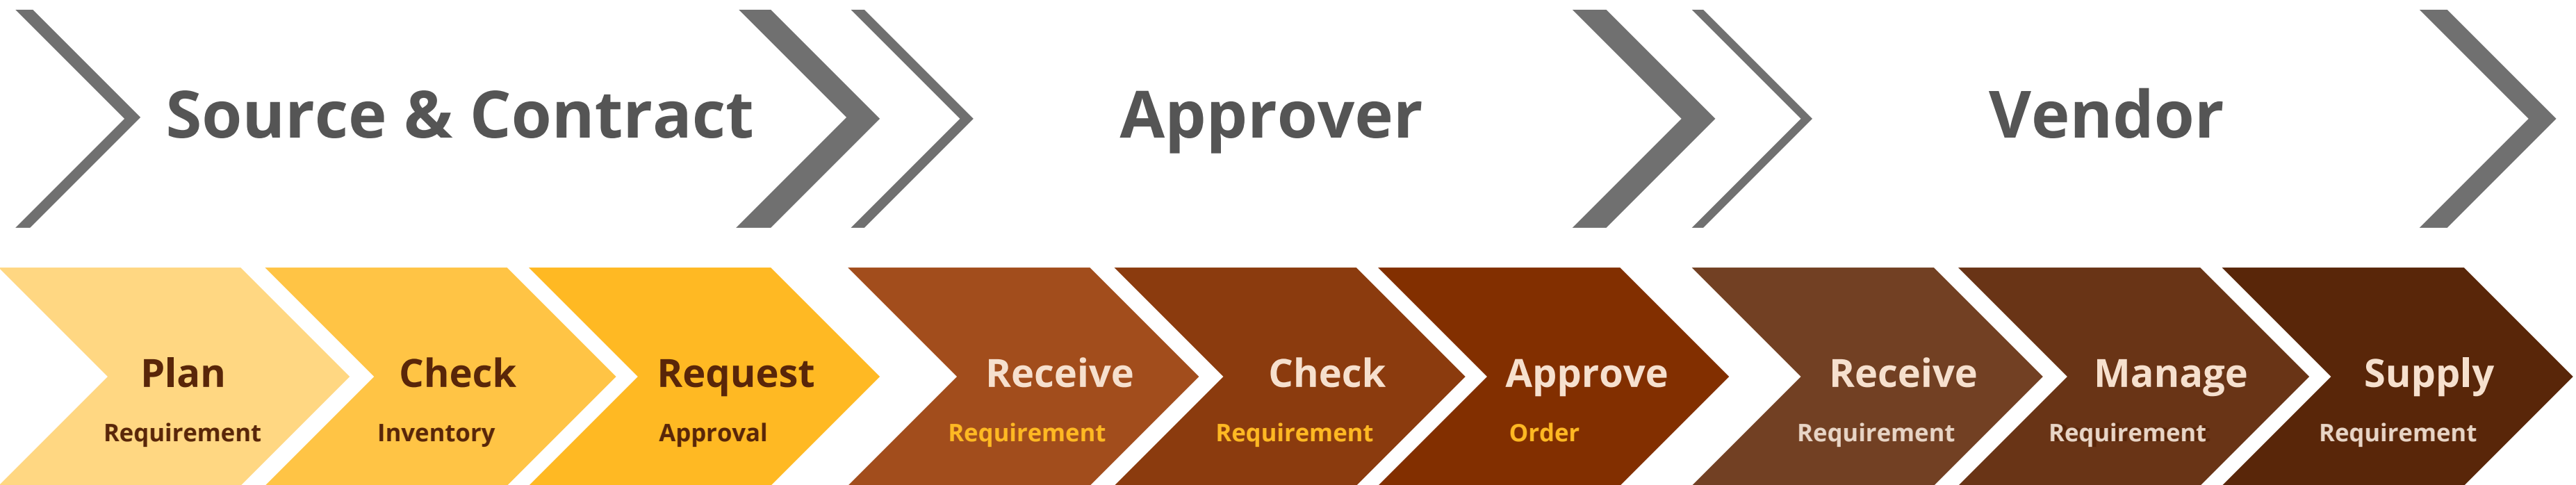 Source & Contract
Approver
Vendor
Plan
Requirement
Check
Inventory
Request
Approval
Receive
Requirement
Check
Requirement
Approve
Order
Receive
Requirement
Manage
Requirement
Supply
Requirement